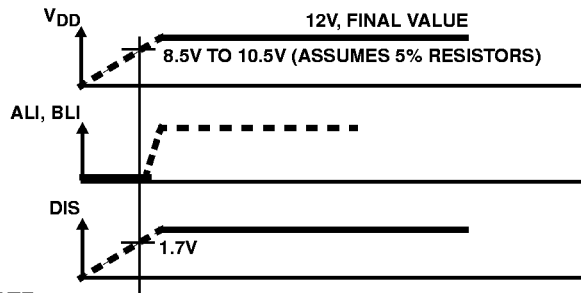 VDD
12V, FINAL VALUE
8.5V TO 10.5V (ASSUMES 5% RESISTORS)
ALI, BLI
DIS
1.7V